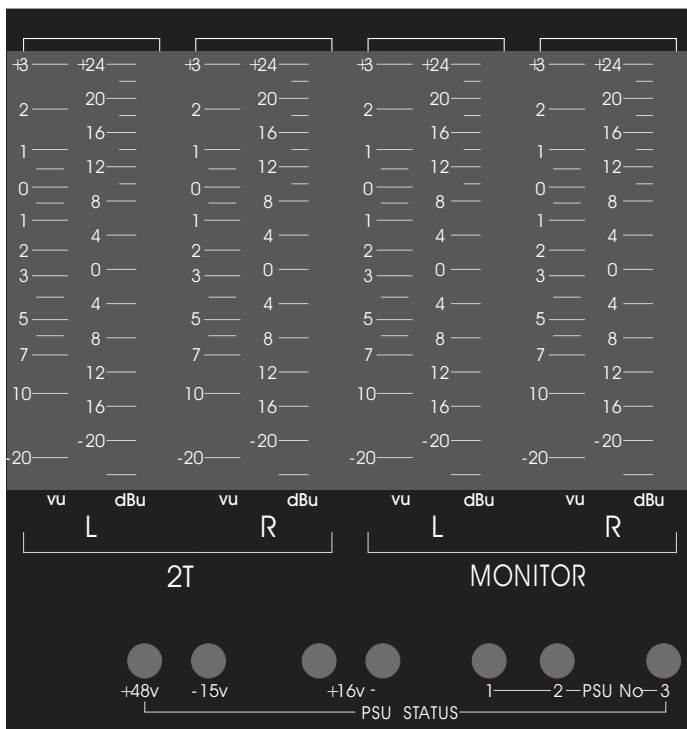 +3 +24 +3 +24 +3 +24 +3 +24
20 20 20 20
2 2 2 2
16 16 16 16
1 1 1 1
12 12 12 12
0 0 0 0
8 8 8 8
1 1 1 1
4 4 4 4
2 2 2 2
0 0 0 0
3 3 3 3
4 4 4 4
5 5 5 5
8 8 8 8
7 7 7 7
12 12 12 12
10 10 10 10
16 16 16 16
-20 -20 -20 -20
-20 -20 -20 -20
vu dBu vu dBu vu dBu vu dBu
L R L R
2T MONITOR
+48v -15v +16v - 1 2 PSU No 3
PSU STATUS